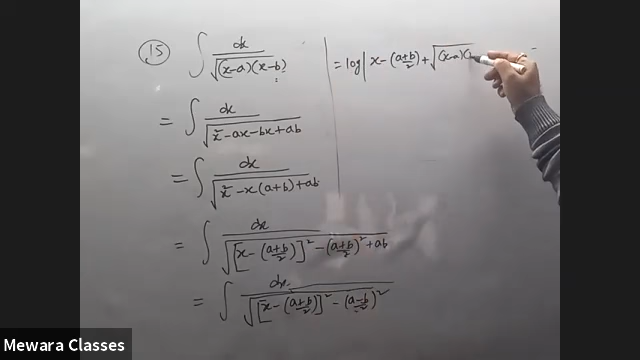 15
∫ dx / √((x-a)(x-b))
= ∫ dx / √(x² - ax - bx + ab)
= ∫ dx / √(x² - x(a+b) + ab
= ∫ dx / √([x - (a+b/2)]² - (a+b/2)² + ab
= ∫ dx / √([x - (a+b/2)]² - (a-b/2)²
= log| x - (a+b/2) + √(x-a)(
Mewara Classes